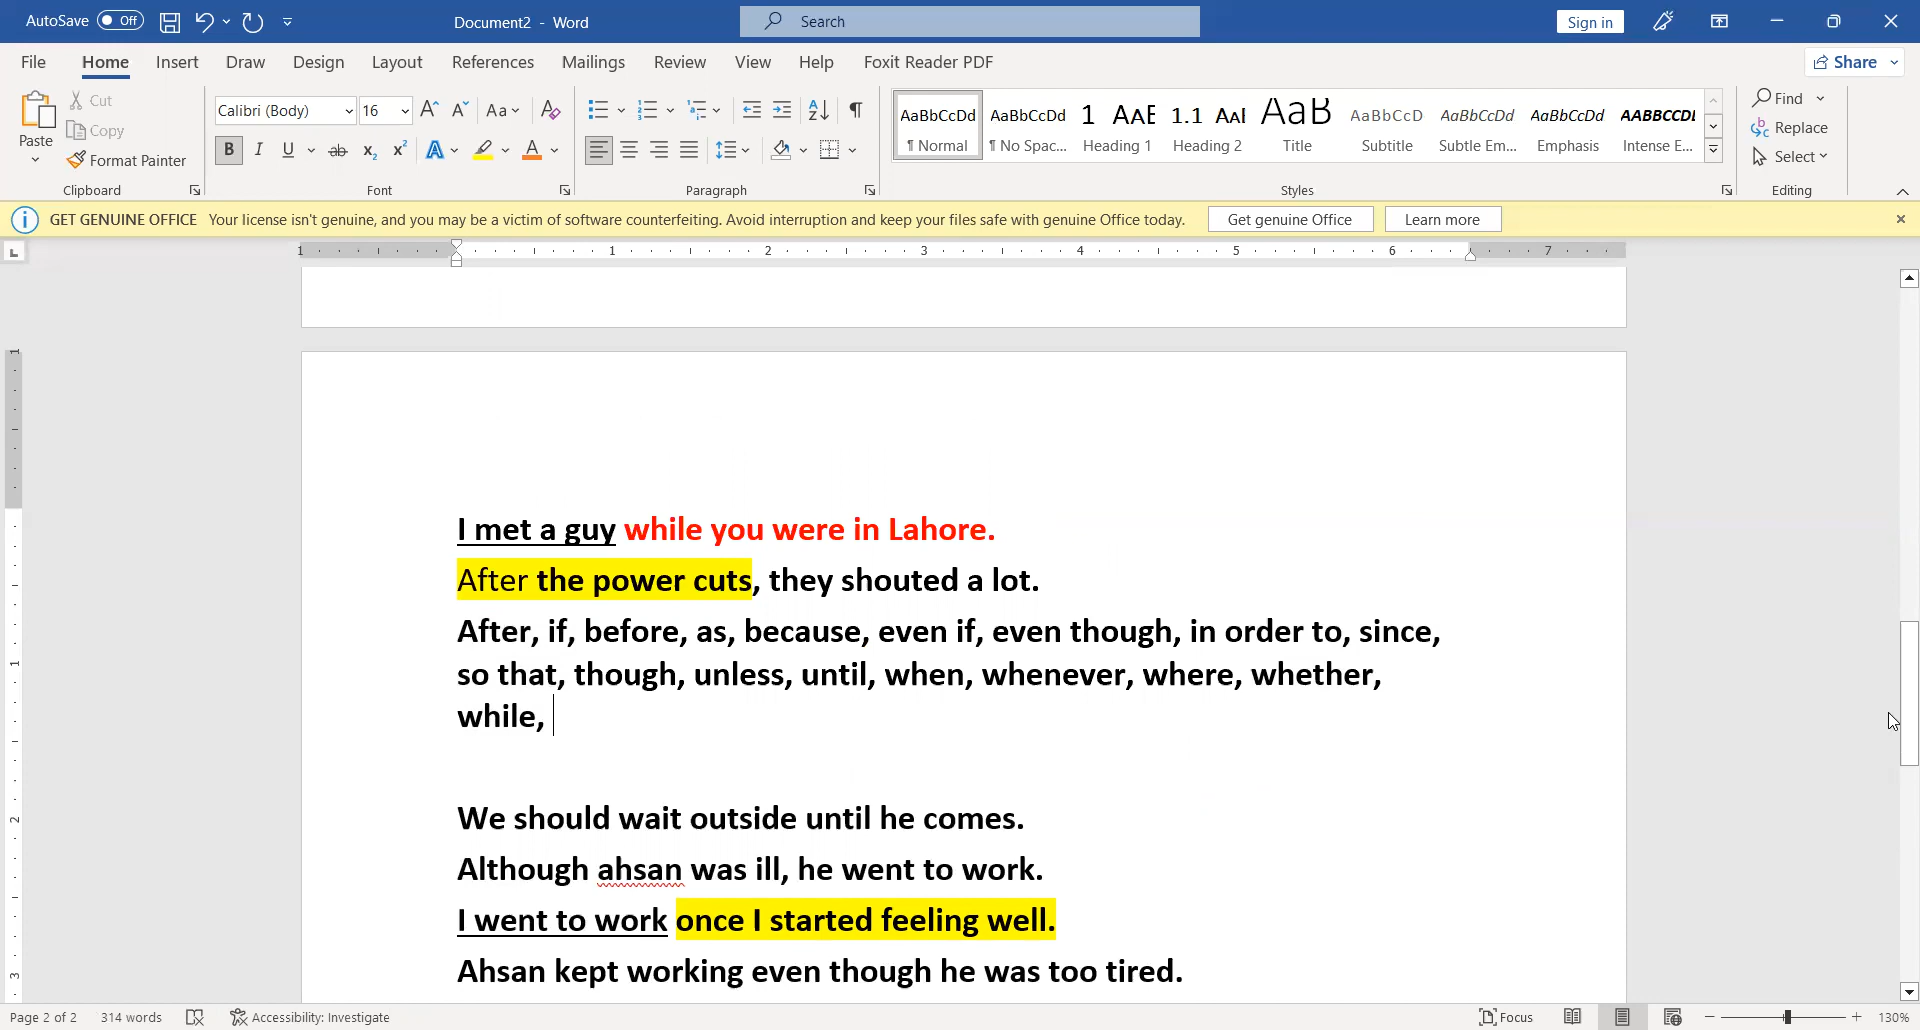 AutoSave Off Document2 - Word Search Sign in
File Home Insert Draw Design Layout References Mailings Review View Help Foxit Reader PDF Share
Paste Cut Copy Format Painter
Clipboard
Calibri (Body) 16
Font
Paragraph
AaBbCcDd AaBbCcDd 1 AAE 1.1 AAI AaB AaBbCcD AaBbCcDd AaBbCcDd AABBCCDI
¶ Normal ¶ No Spac... Heading 1 Heading 2 Title Subtitle Subtle Em... Emphasis Intense E...
Styles
Find
Replace
Select
Editing
GET GENUINE OFFICE Your license isn't genuine, and you may be a victim of software counterfeiting. Avoid interruption and keep your files safe with genuine Office today. Get genuine Office Learn more
1 1 2 3 4 5 6 7
I met a guy while you were in Lahore.
After the power cuts, they shouted a lot.
After, if, before, as, because, even if, even though, in order to, since,
so that, though, unless, until, when, whenever, where, whether,
while,
We should wait outside until he comes.
Although ahsan was ill, he went to work.
I went to work once I started feeling well.
Ahsan kept working even though he was too tired.
Page 2 of 2 314 words Accessibility: Investigate Focus 130%